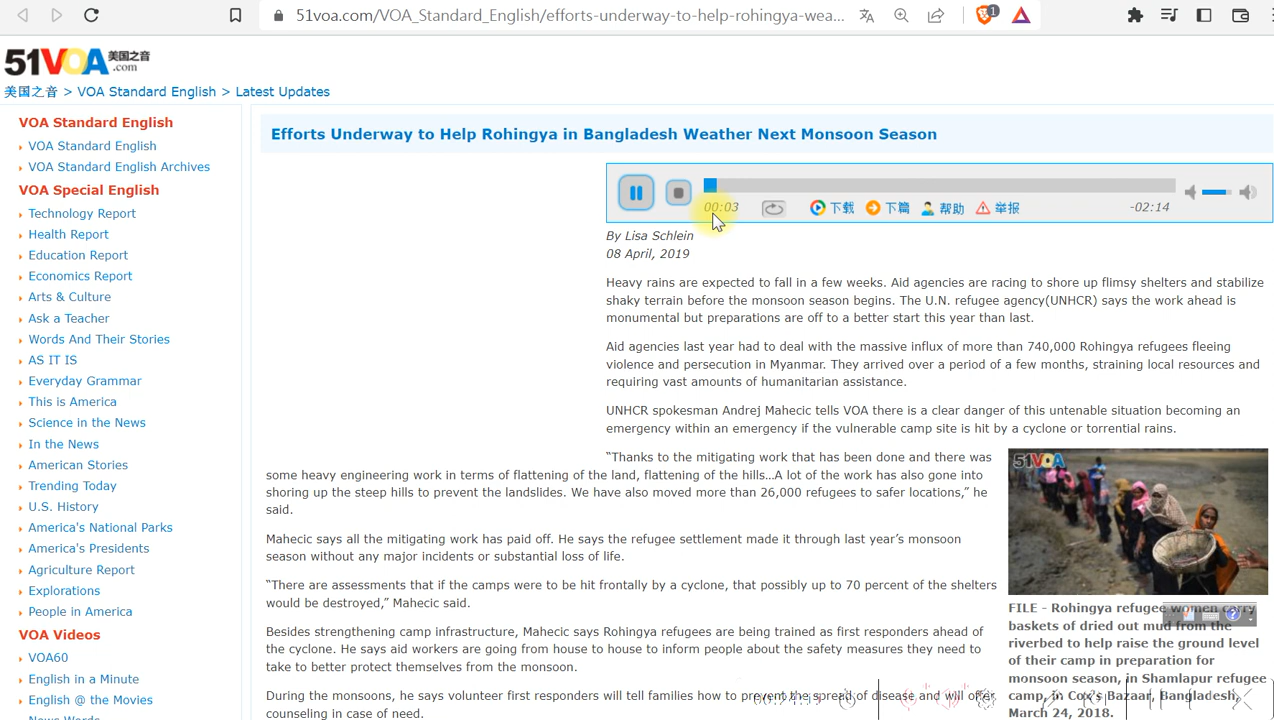 51voa.com/VOA_Standard_English/efforts-underway-to-help-rohingya-wea...
1
51VOA.com 美国之音
美国之音 > VOA Standard English > Latest Updates
VOA Standard English
VOA Standard English
VOA Standard English Archives
VOA Special English
Technology Report
Health Report
Education Report
Economics Report
Arts & Culture
Ask a Teacher
Words And Their Stories
AS IT IS
Everyday Grammar
This is America
Science in the News
In the News
American Stories
Trending Today
U.S. History
America's National Parks
America's Presidents
Agriculture Report
Explorations
People in America
VOA Videos
VOA60
English in a Minute
English @ the Movies
News Words
Efforts Underway to Help Rohingya in Bangladesh Weather Next Monsoon Season
00:03 下载 下篇 帮助 举报 -02:14
By Lisa Schlein
08 April, 2019
Heavy rains are expected to fall in a few weeks. Aid agencies are racing to shore up flimsy shelters and stabilize
shaky terrain before the monsoon season begins. The U.N. refugee agency(UNHCR) says the work ahead is
monumental but preparations are off to a better start this year than last.
Aid agencies last year had to deal with the massive influx of more than 740,000 Rohingya refugees fleeing
violence and persecution in Myanmar. They arrived over a period of a few months, straining local resources and
requiring vast amounts of humanitarian assistance.
UNHCR spokesman Andrej Mahecic tells VOA there is a clear danger of this untenable situation becoming an
emergency within an emergency if the vulnerable camp site is hit by a cyclone or torrential rains.
“Thanks to the mitigating work that has been done and there was
some heavy engineering work in terms of flattening of the land, flattening of the hills…A lot of the work has also gone into
shoring up the steep hills to prevent the landslides. We have also moved more than 26,000 refugees to safer locations,” he
said.
Mahecic says all the mitigating work has paid off. He says the refugee settlement made it through last year’s monsoon
season without any major incidents or substantial loss of life.
“There are assessments that if the camps were to be hit frontally by a cyclone, that possibly up to 70 percent of the shelters
would be destroyed,” Mahecic said.
Besides strengthening camp infrastructure, Mahecic says Rohingya refugees are being trained as first responders ahead of
the cyclone. He says aid workers are going from house to house to inform people about the safety measures they need to
take to better protect themselves from the monsoon.
During the monsoons, he says volunteer first responders will tell families how to prevent the spread of disease and will offer
counseling in case of need.
51VOA
FILE - Rohingya refugee women carry
baskets of dried out mud from the
riverbed to help raise the ground level
of their camp in preparation for
monsoon season, in Shamlapur refugee
camp, in Cox's Bazaar, Bangladesh,
March 24, 2018.